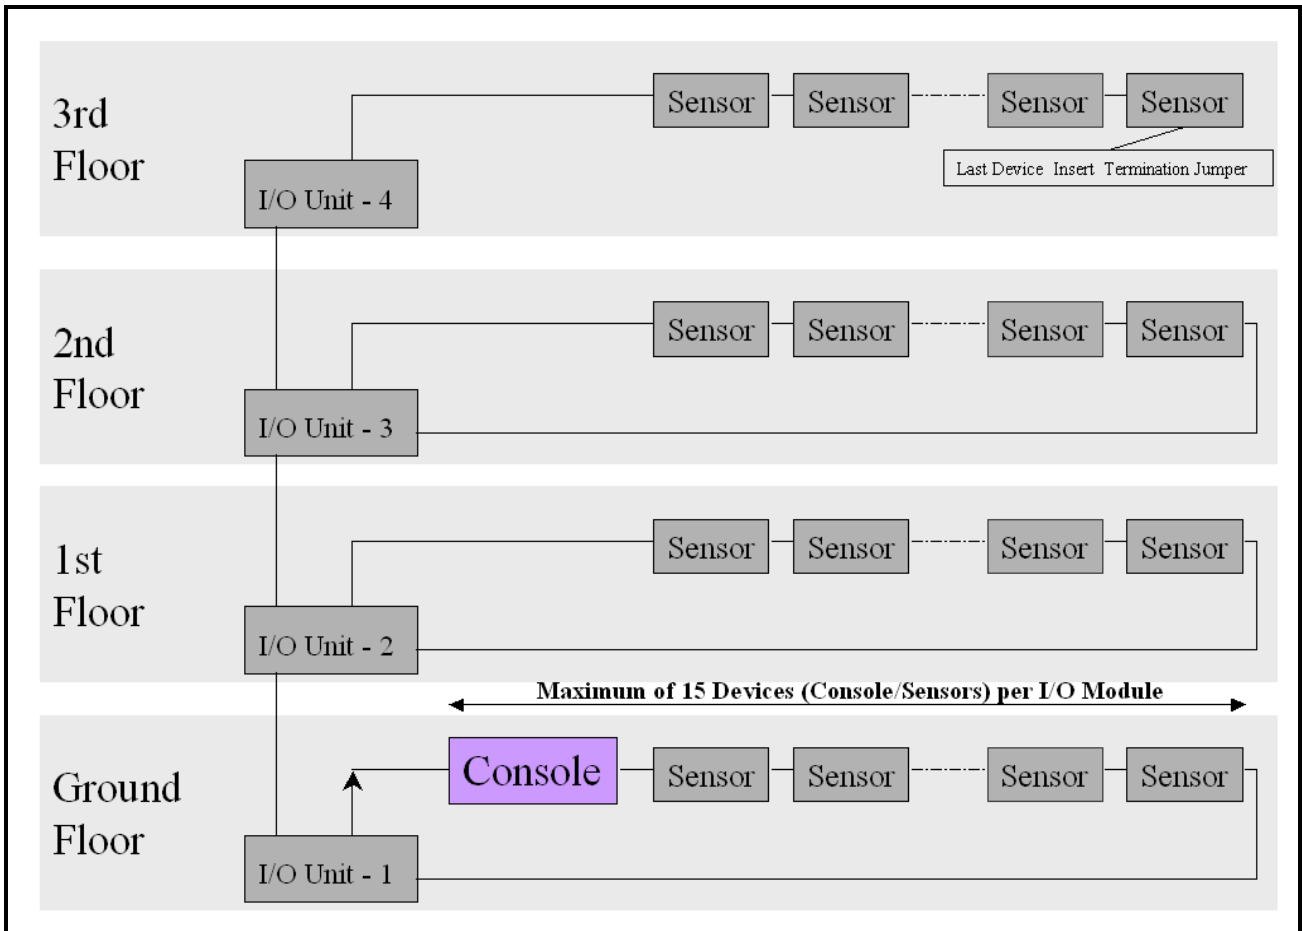 3rd
Floor
Sensor Sensor Sensor Sensor
Last Device Insert Termination Jumper
I/O Unit - 4
2nd
Floor
Sensor Sensor Sensor Sensor
I/O Unit - 3
1st
Floor
Sensor Sensor Sensor Sensor
I/O Unit - 2
Maximum of 15 Devices (Console/Sensors) per I/O Module
Ground
Floor
Console Sensor Sensor Sensor Sensor
I/O Unit - 1